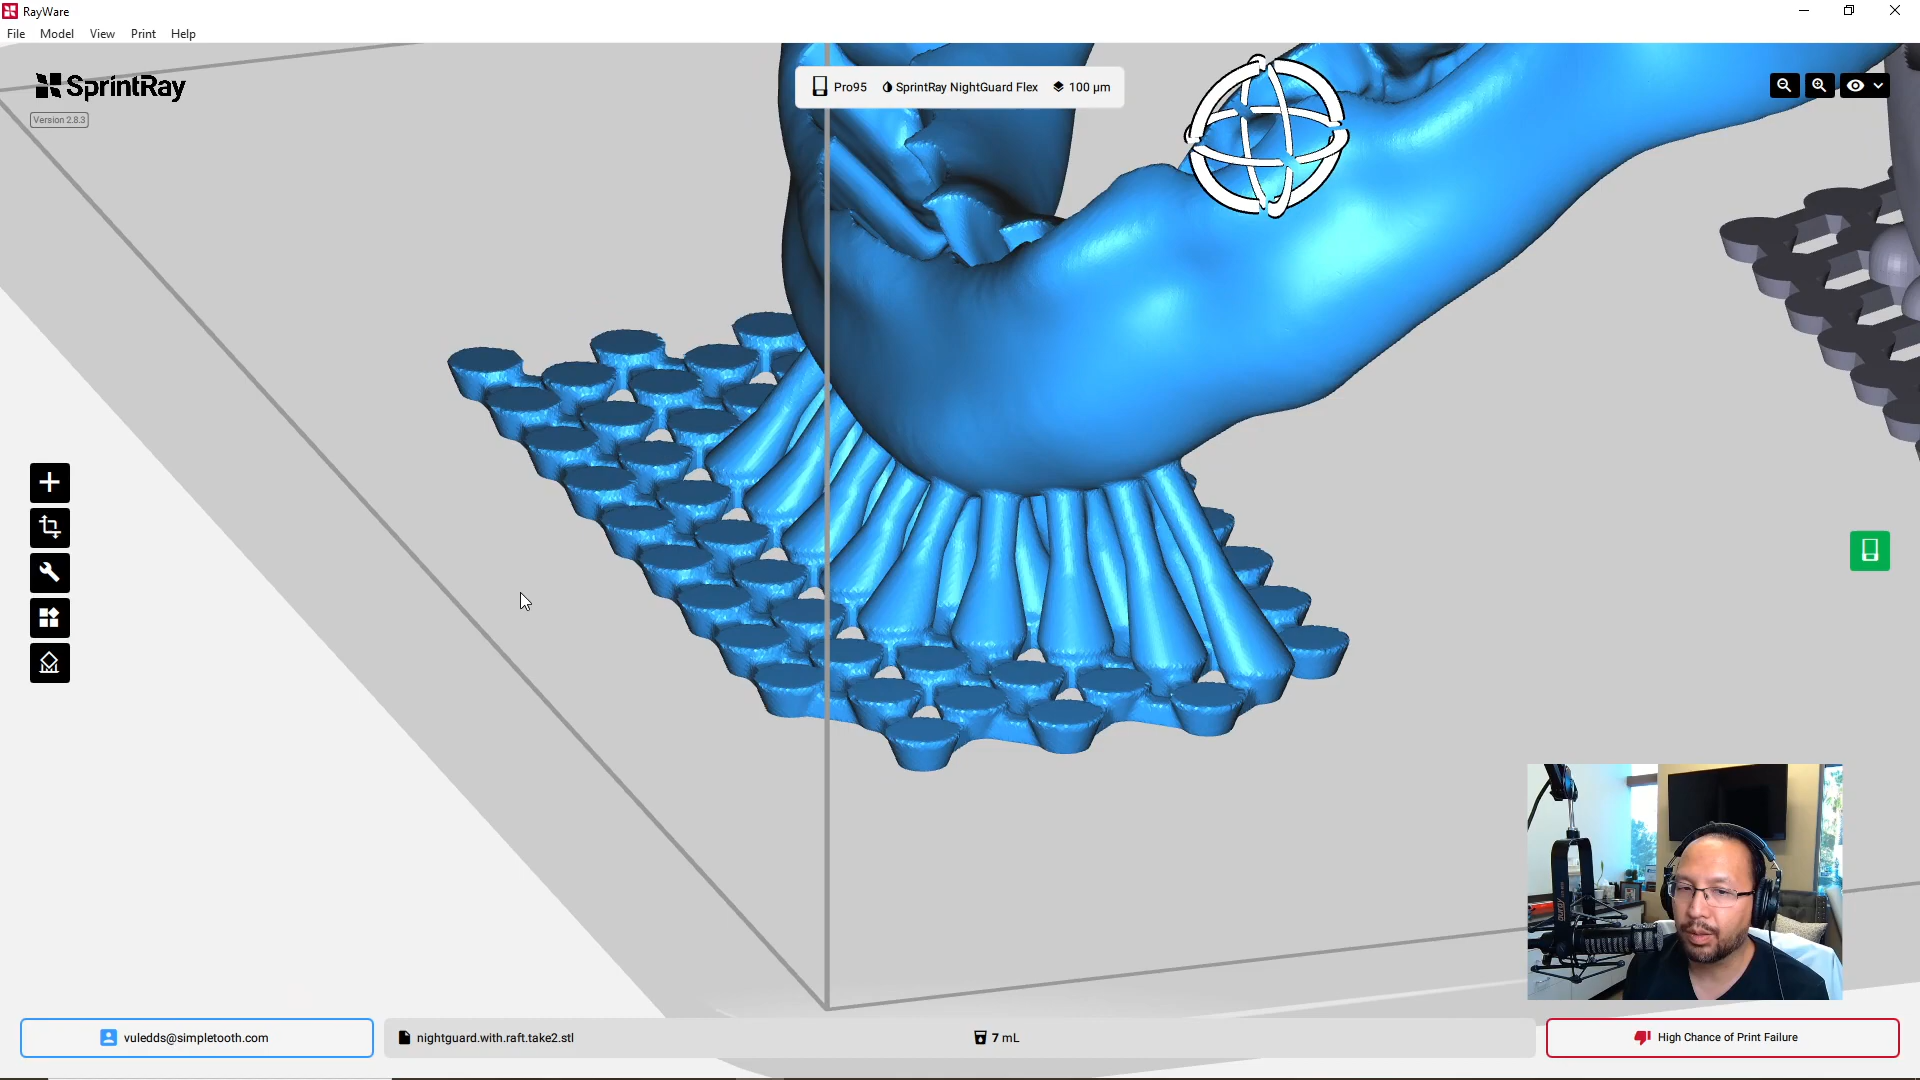 RayWare
File Model View Print Help
SprintRay
Version 2.8.3
Pro95 SprintRay NightGuard Flex 100 µm
vuledds@simpletooth.com
nightguard.with.raft.take2.stl
7 mL
High Chance of Print Failure